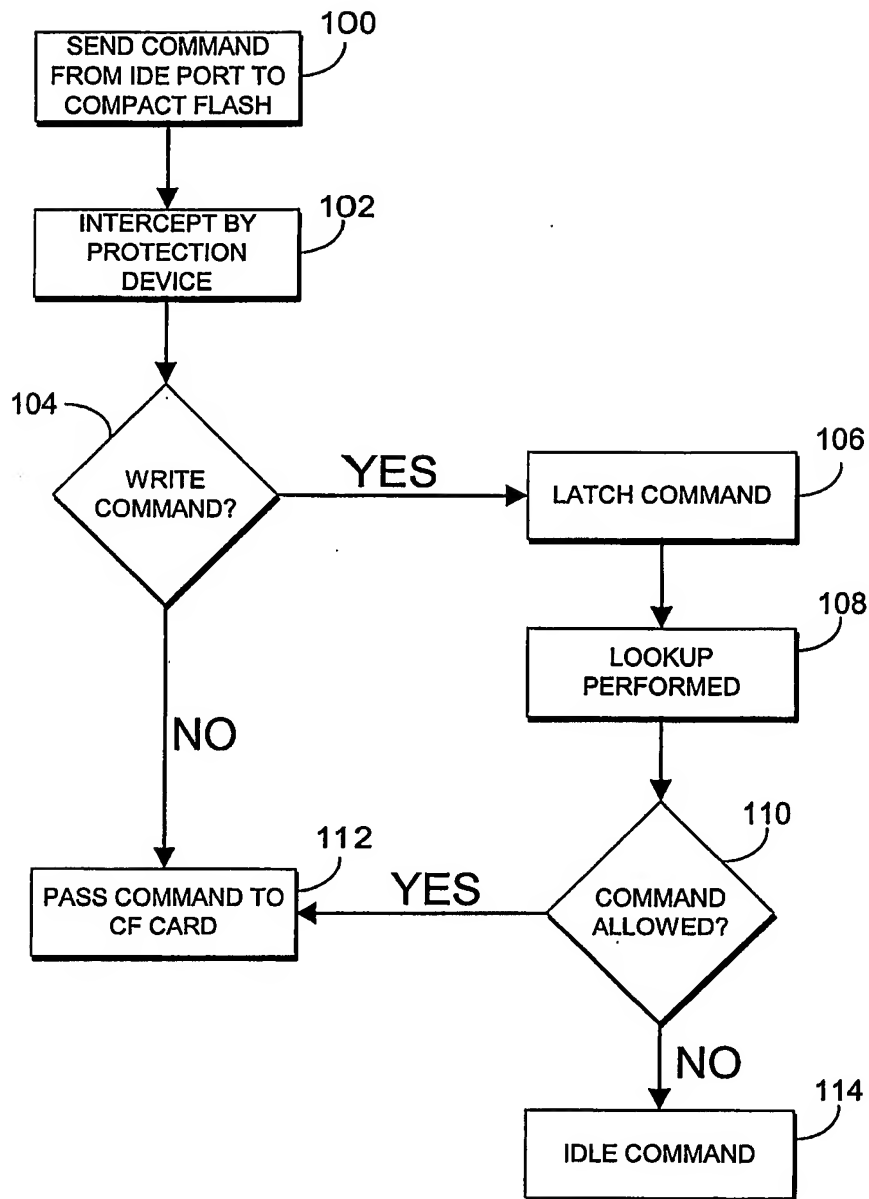 100
SEND COMMAND
FROM IDE PORT TO
COMPACT FLASH
102
INTERCEPT BY
PROTECTION
DEVICE
104
WRITE
COMMAND?
YES
106
LATCH COMMAND
108
LOOKUP
PERFORMED
NO
110
COMMAND
ALLOWED?
YES
112
PASS COMMAND TO
CF CARD
NO
114
IDLE COMMAND